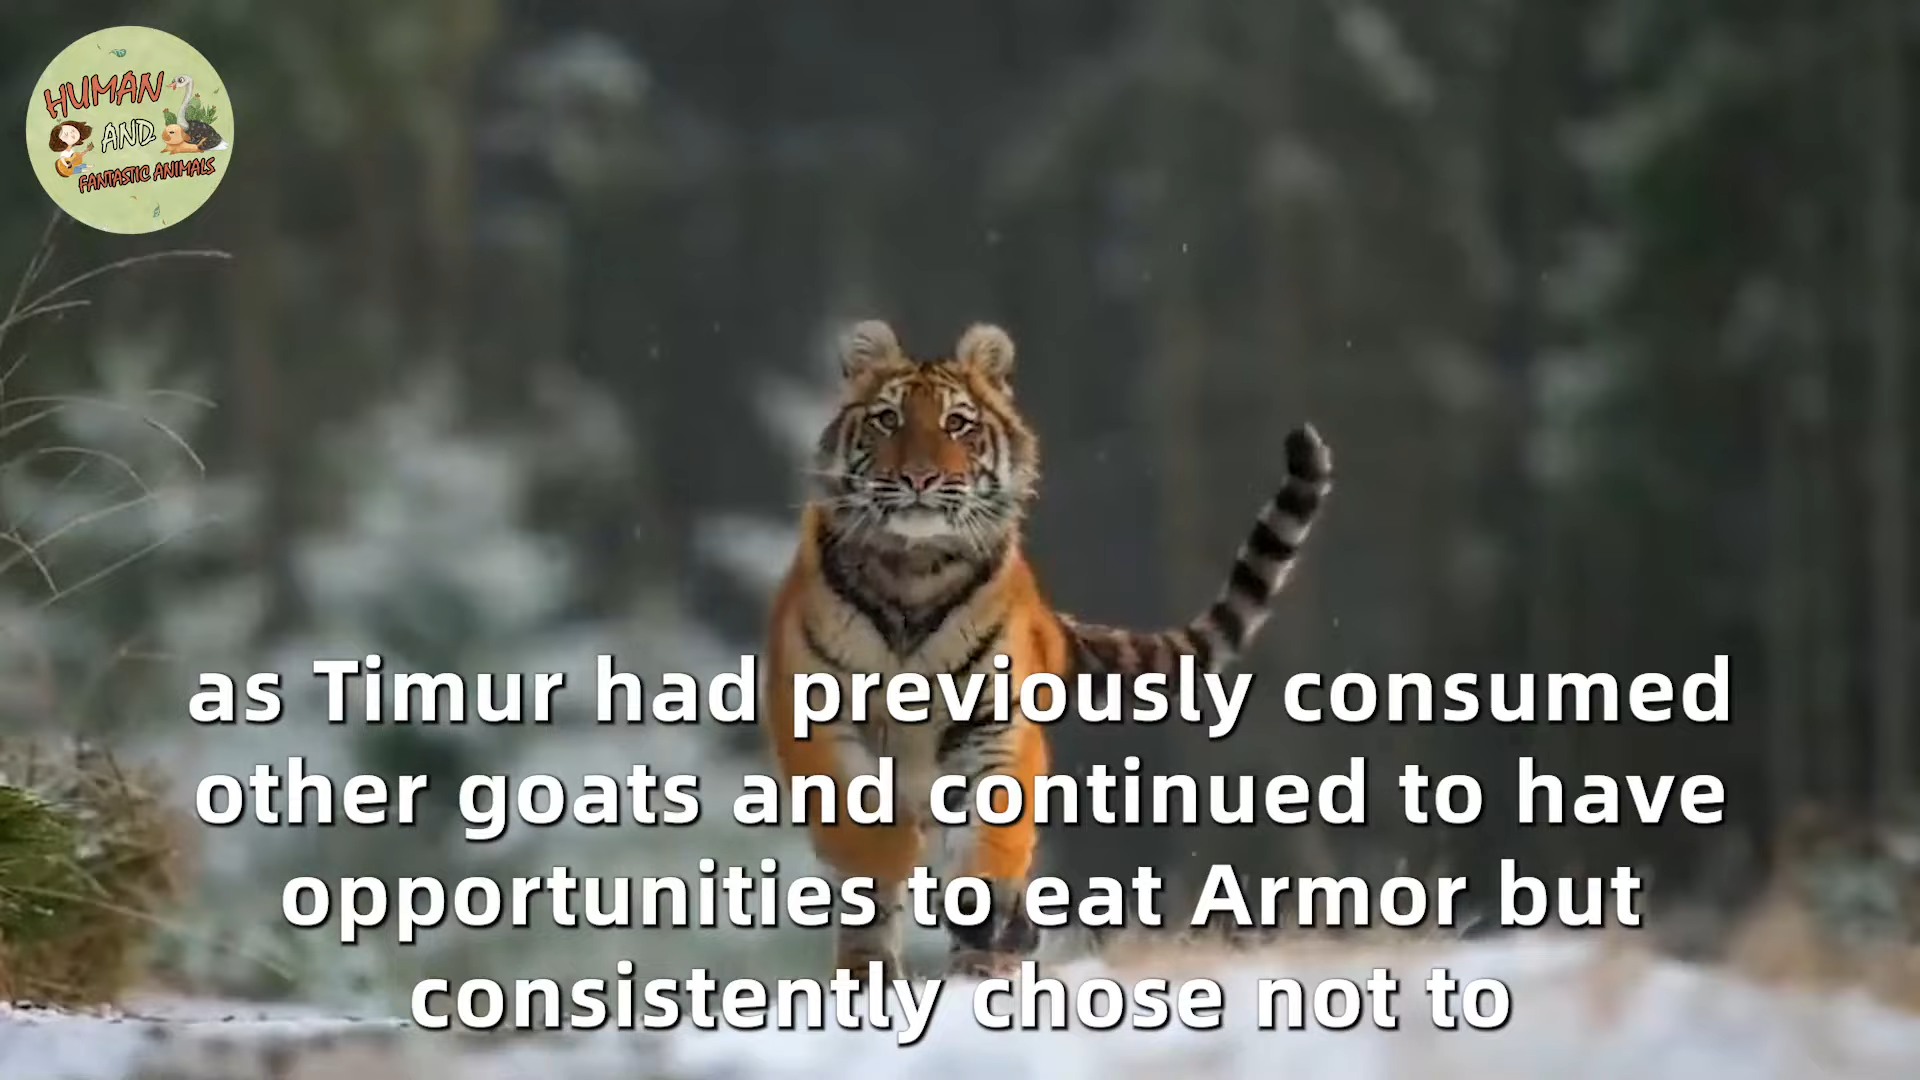 HUMAN
AND
FANTASTIC ANIMALS
as Timur had previously consumed
other goats and continued to have
opportunities to eat Armor but
consistently chose not to